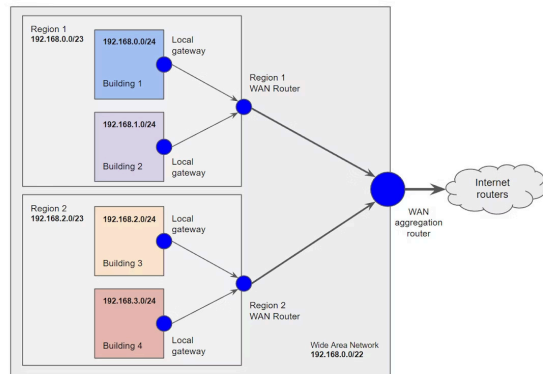 Region 1
192.168.0.0/23
192.168.0.0/24
Building 1
Local
gateway
192.168.1.0/24
Building 2
Local
gateway
Region 1
WAN Router
Region 2
192.168.2.0/23
192.168.2.0/24
Building 3
Local
gateway
192.168.3.0/24
Building 4
Local
gateway
Region 2
WAN Router
WAN
aggregation
router
Internet
routers
Wide Area Network
192.168.0.0/22